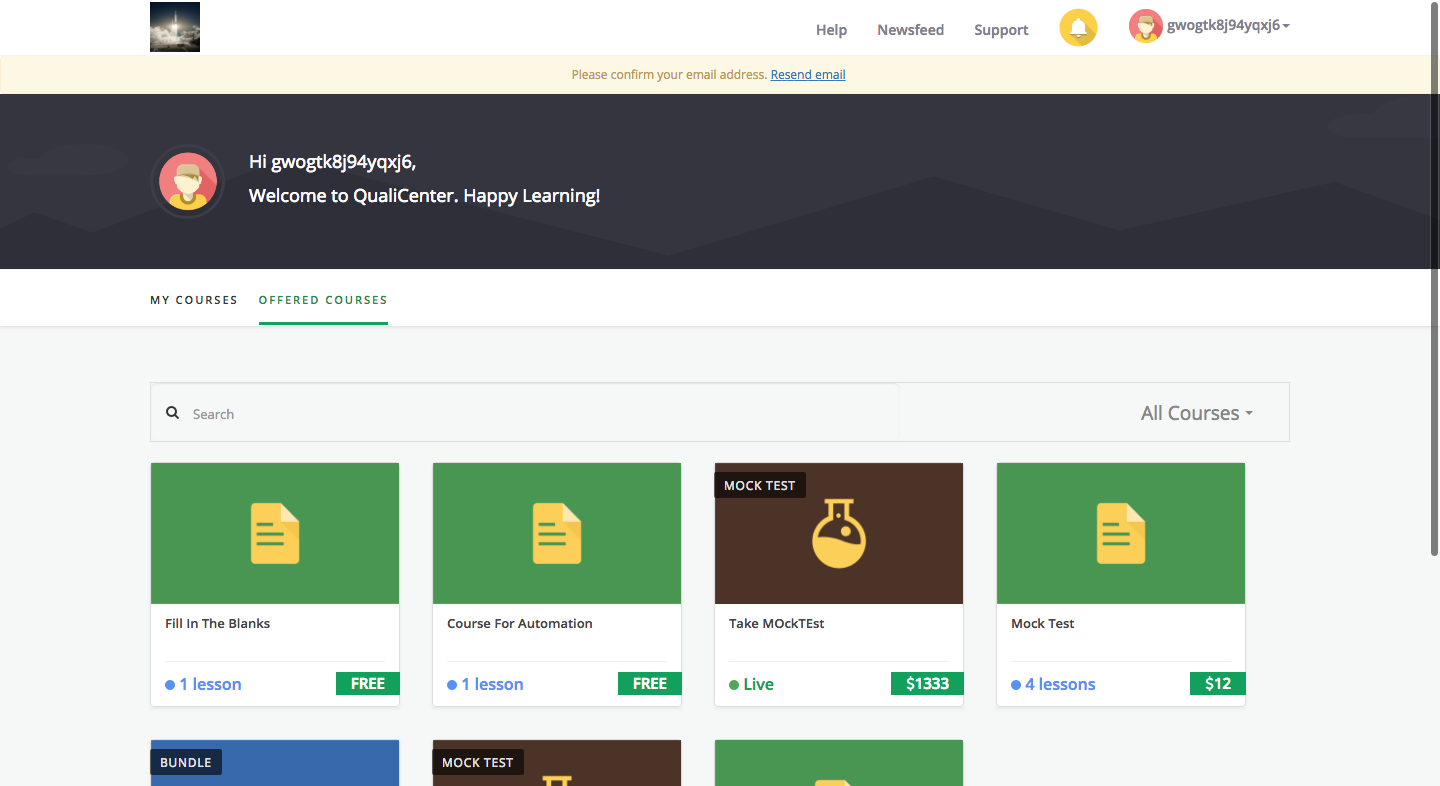 Help Newsfeed Support gwogtk8j94yqxj6
Please confirm your email address. Resend email
Hi gwogtk8j94yqxj6,
Welcome to QualiCenter. Happy Learning!
MY COURSES OFFERED COURSES
Search All Courses
MOCK TEST
Fill In The Blanks Course For Automation Take MOckTEst Mock Test
1 lesson FREE 1 lesson FREE Live $1333 4 lessons $12
BUNDLE MOCK TEST